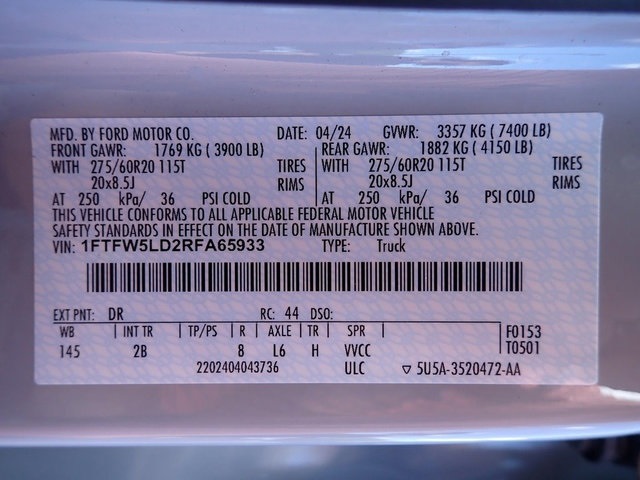 MFD. BY FORD MOTOR CO. DATE: 04/24 GVWR: 3357 KG ( 7400 LB)
FRONT GAWR: 1769 KG ( 3900 LB) REAR GAWR: 1882 KG ( 4150 LB)
WITH 275/60R20 115T TIRES WITH 275/60R20 115T TIRES
20x8.5J RIMS 20x8.5J RIMS
AT 250 kPa/ 36 PSI COLD AT 250 kPa/ 36 PSI COLD
THIS VEHICLE CONFORMS TO ALL APPLICABLE FEDERAL MOTOR VEHICLE
SAFETY STANDARDS IN EFFECT ON THE DATE OF MANUFACTURE SHOWN ABOVE.
VIN: 1FTFW5LD2RFA65933 TYPE: Truck
EXT PNT: DR RC: 44 DSO:
WB INT TR TP/PS R AXLE TR SPR F0153
145 2B 8 L6 H VVCC T0501
2202404043736 ULC ▽ 5U5A-3520472-AA